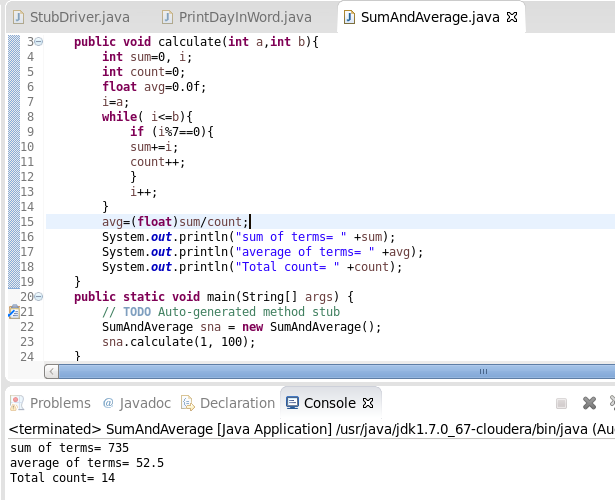 StubDriver.java PrintDayInWord.java SumAndAverage.java
3 public void calculate(int a,int b){
4 int sum=0, i;
5 int count=0;
6 float avg=0.0f;
7 i=a;
8 while( i<=b){
9 if (i%7==0){
10 sum+=i;
11 count++;
12 }
13 i++;
14 }
15 avg=(float)sum/count;
16 System.out.println("sum of terms= " +sum);
17 System.out.println("average of terms= " +avg);
18 System.out.println("Total count= " +count);
19 }
20 public static void main(String[] args) {
21 // TODO Auto-generated method stub
22 SumAndAverage sna = new SumAndAverage();
23 sna.calculate(1, 100);
24 }
Problems @ Javadoc Declaration Console
<terminated> SumAndAverage [Java Application] /usr/java/jdk1.7.0_67-cloudera/bin/java (Au
sum of terms= 735
average of terms= 52.5
Total count= 14